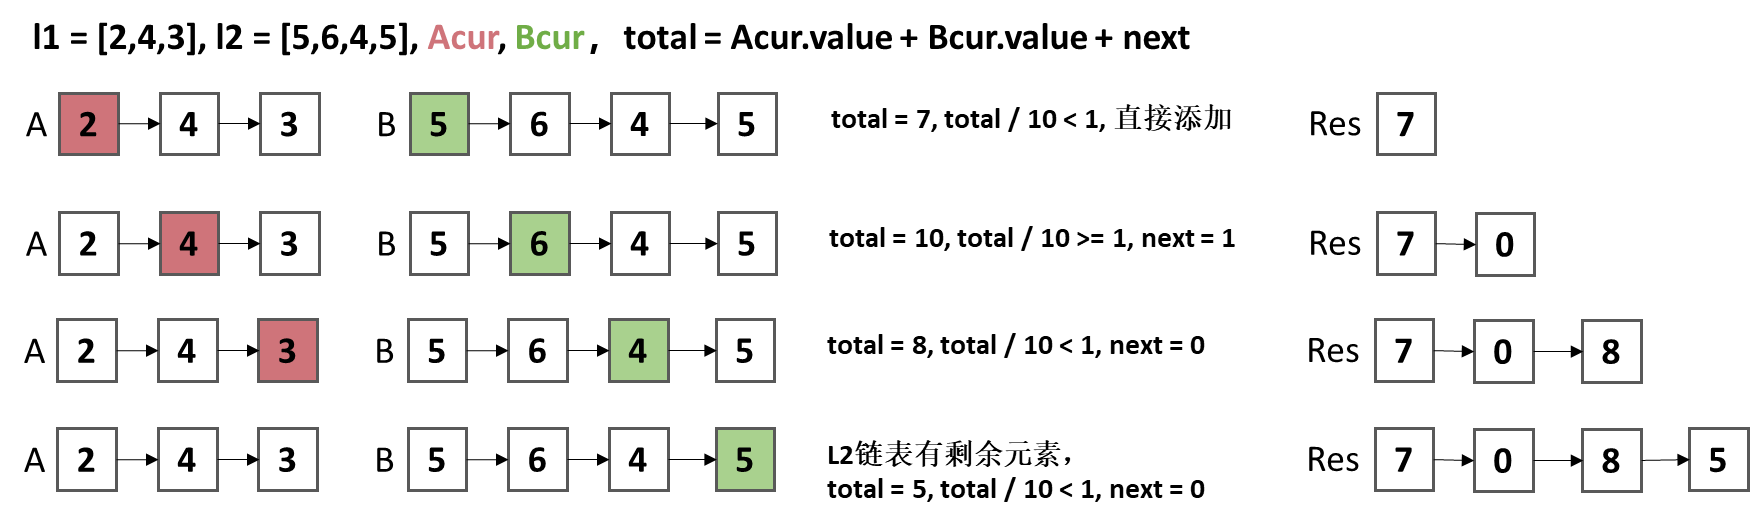 l1 = [2,4,3], l2 = [5,6,4,5], Acur, Bcur， total = Acur.value + Bcur.value + next
A 2 4 3 B 5 6 4 5 total = 7, total / 10 < 1, 直接添加 Res 7
A 2 4 3 B 5 6 4 5 total = 10, total / 10 >= 1, next = 1 Res 7 0
A 2 4 3 B 5 6 4 5 total = 8, total / 10 < 1, next = 0 Res 7 0 8
A 2 4 3 B 5 6 4 5 L2链表有剩余元素， Res 7 0 8 5
total = 5, total / 10 < 1, next = 0